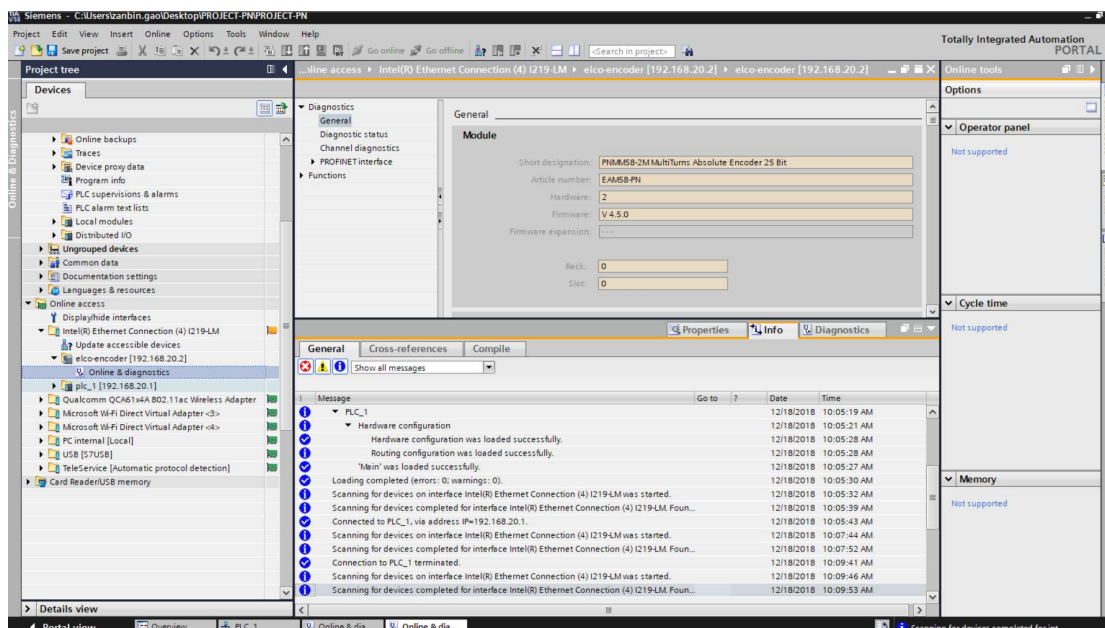 Siemens - C:\Users\zanbin.gao\Desktop\PROJECT-PN\PROJECT-PN
Project Edit View Insert Online Options Tools Window Help
Save project Go online Go offline <Search in project>
Totally Integrated Automation
PORTAL
Project tree
Devices
Online & Diagnostics
Online backups
Traces
Device proxy data
Program info
PLC supervisions & alarms
PLC alarm text lists
Local modules
Distributed I/O
Ungrouped devices
Common data
Documentation settings
Languages & resources
Online access
Display/hide interfaces
Intel(R) Ethernet Connection (4) I219-LM
Update accessible devices
elco-encoder [192.168.20.2]
Online & diagnostics
plc_1 [192.168.20.1]
Qualcomm QCA61x4A 802.11ac Wireless Adapter
Microsoft Wi-Fi Direct Virtual Adapter <3>
Microsoft Wi-Fi Direct Virtual Adapter <4>
PC internal [Local]
USB [S7USB]
TeleService [Automatic protocol detection]
Card Reader/USB memory
Details view
...line access Intel(R) Ethernet Connection (4) I219-LM elco-encoder [192.168.20.2] elco-encoder [192.168.20.2]
Diagnostics
General
Diagnostic status
Channel diagnostics
PROFINET interface
Functions
General
Module
Short designation: PNMM58-2M MultiTurns Absolute Encoder 25 Bit
Article number: EAM58-PN
Hardware: 2
Firmware: V 4.5.0
Firmware expansion: ---
Rack: 0
Slot: 0
Properties Info Diagnostics
General Cross-references Compile
Show all messages
! Message Go to ? Date Time
PLC_1 12/18/2018 10:05:19 AM
Hardware configuration 12/18/2018 10:05:21 AM
Hardware configuration was loaded successfully. 12/18/2018 10:05:28 AM
Routing configuration was loaded successfully. 12/18/2018 10:05:28 AM
'Main' was loaded successfully. 12/18/2018 10:05:27 AM
Loading completed (errors: 0; warnings: 0). 12/18/2018 10:05:30 AM
Scanning for devices on interface Intel(R) Ethernet Connection (4) I219-LM was started. 12/18/2018 10:05:32 AM
Scanning for devices completed for interface Intel(R) Ethernet Connection (4) I219-LM. Foun... 12/18/2018 10:05:39 AM
Connected to PLC_1, via address IP=192.168.20.1. 12/18/2018 10:05:43 AM
Scanning for devices on interface Intel(R) Ethernet Connection (4) I219-LM was started. 12/18/2018 10:07:44 AM
Scanning for devices completed for interface Intel(R) Ethernet Connection (4) I219-LM. Foun... 12/18/2018 10:07:52 AM
Connection to PLC_1 terminated. 12/18/2018 10:09:41 AM
Scanning for devices on interface Intel(R) Ethernet Connection (4) I219-LM was started. 12/18/2018 10:09:46 AM
Scanning for devices completed for interface Intel(R) Ethernet Connection (4) I219-LM. Foun... 12/18/2018 10:09:53 AM
Online tools
Options
Operator panel
Not supported
Cycle time
Not supported
Memory
Not supported
Portal view Overview PLC_1 Online & dia... Online & dia...